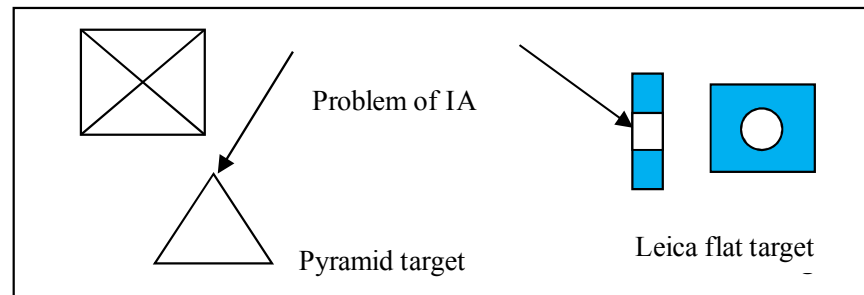 Problem of IA
Pyramid target
Leica flat target